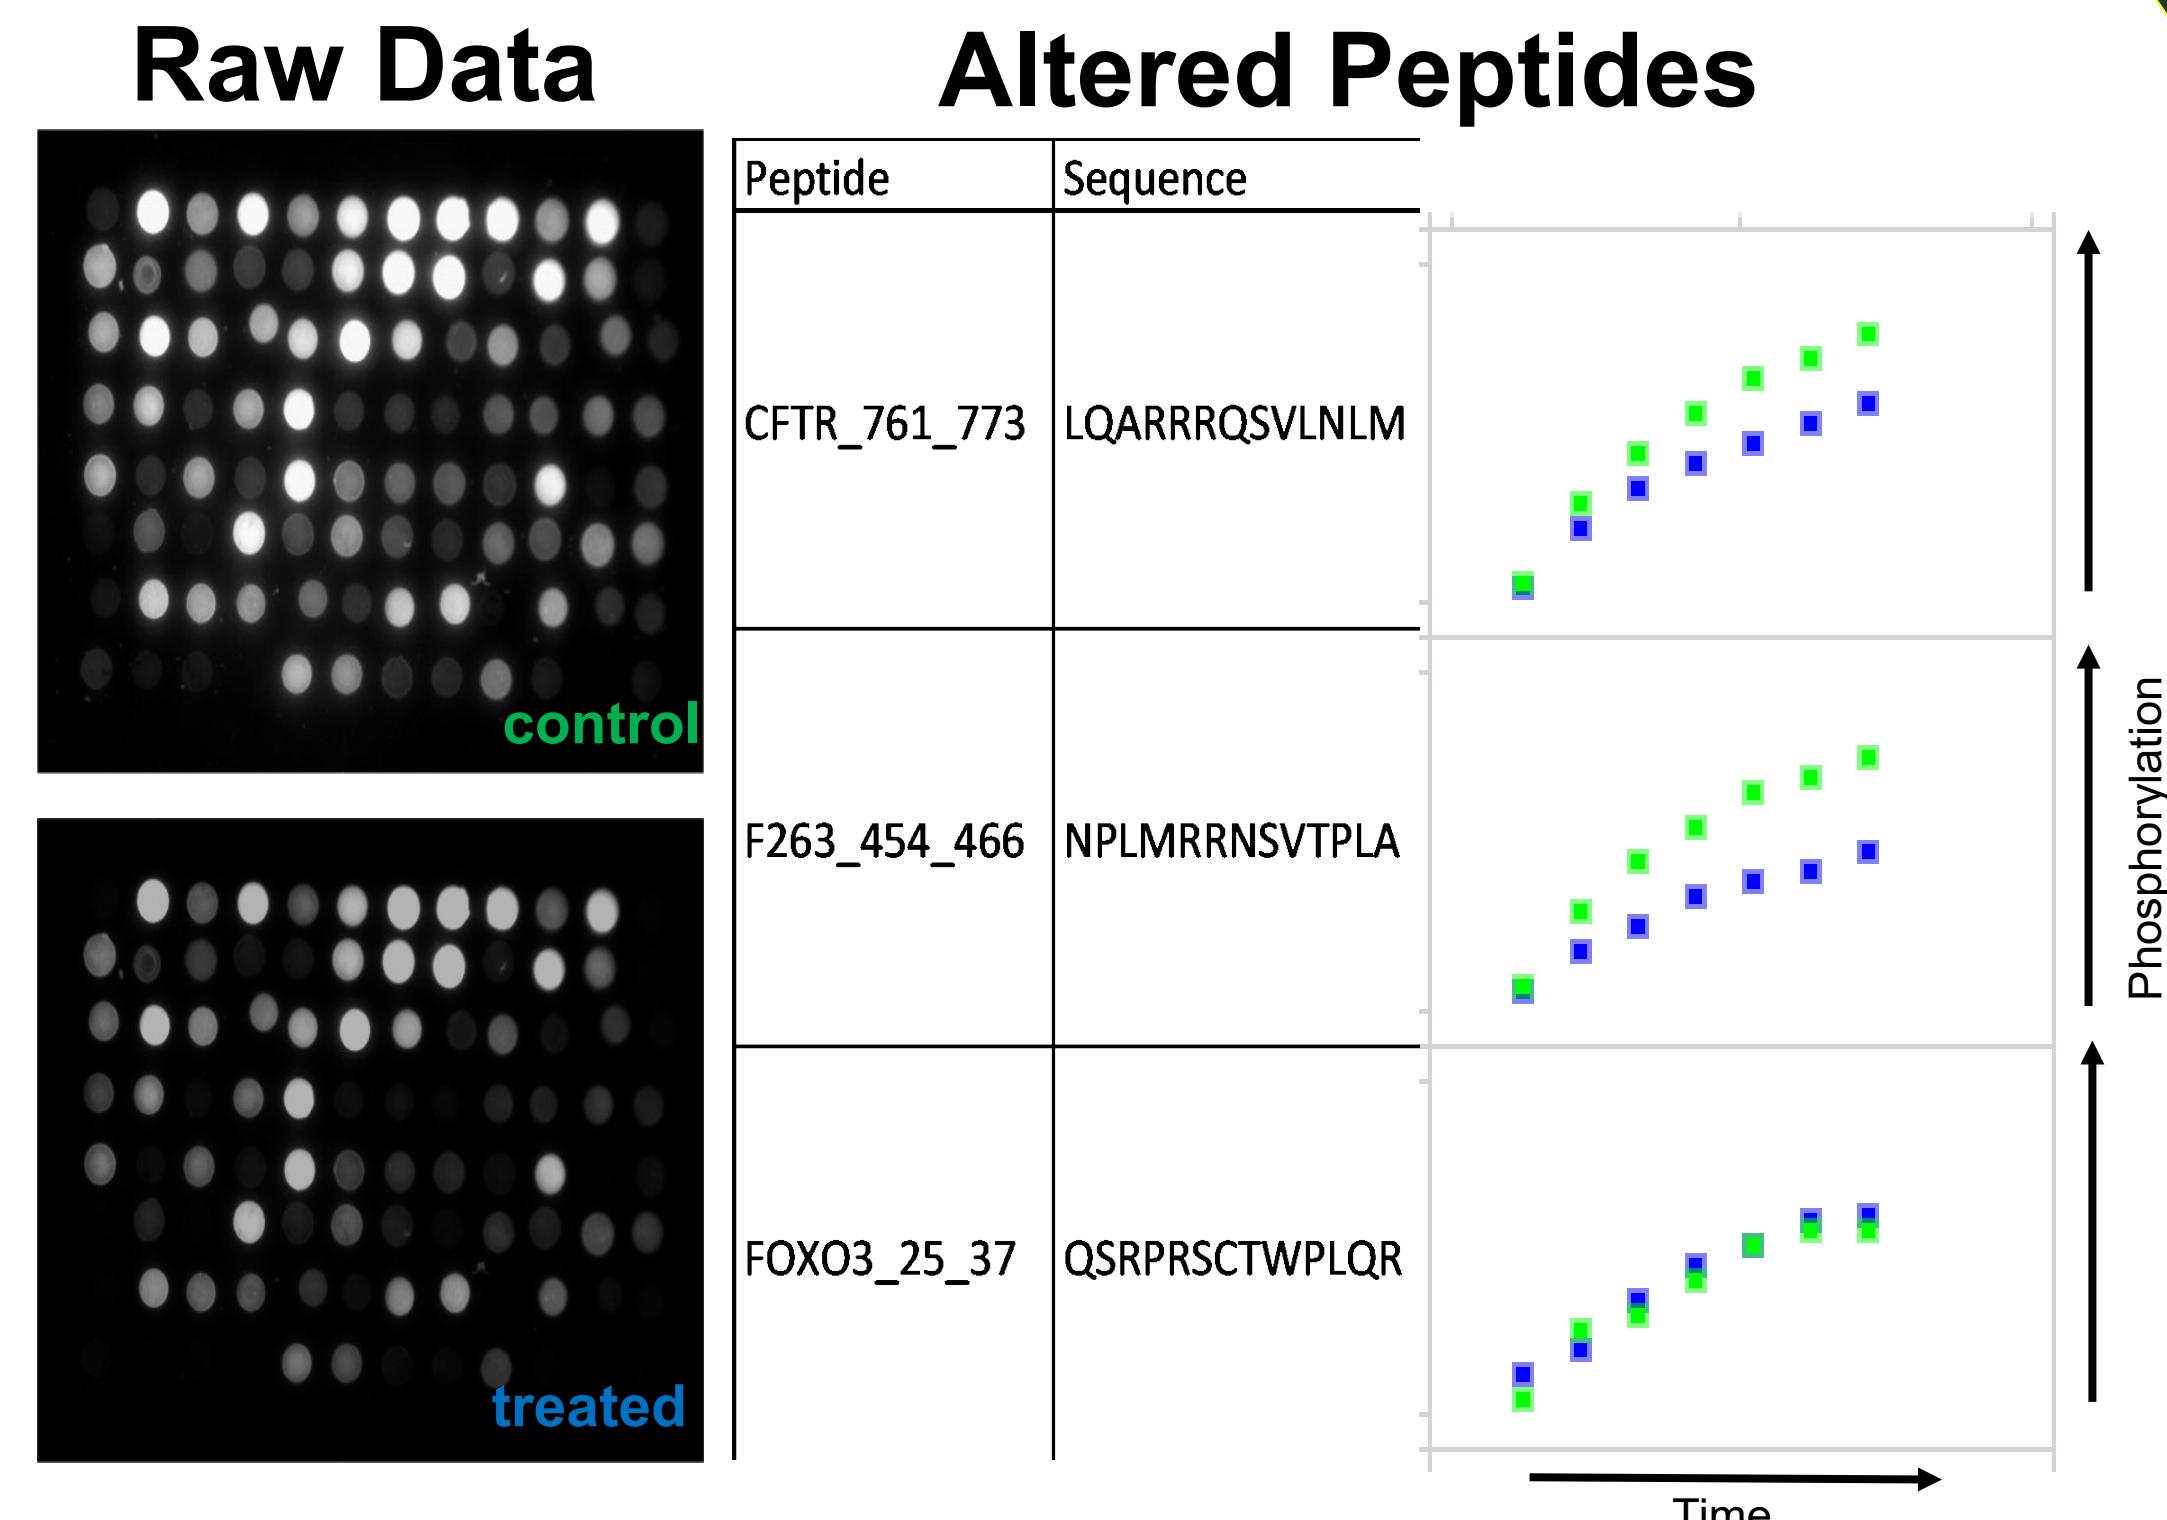 Raw Data
Altered Peptides
Peptide Sequence
CFTR_761_773 LQARRRQSVLNLM
F263_454_466 NPLMRRNSVTPLA
FOXO3_25_37 QSRPRSCTWPLQR
control
treated
Phosphorylation
Time